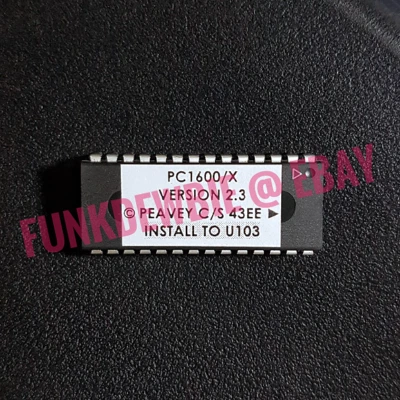 PC1600/X
VERSION 2.3
© PEAVEY C/S 43EE ▶
INSTALL TO U103
FUNKDEWBIE @ EBAY